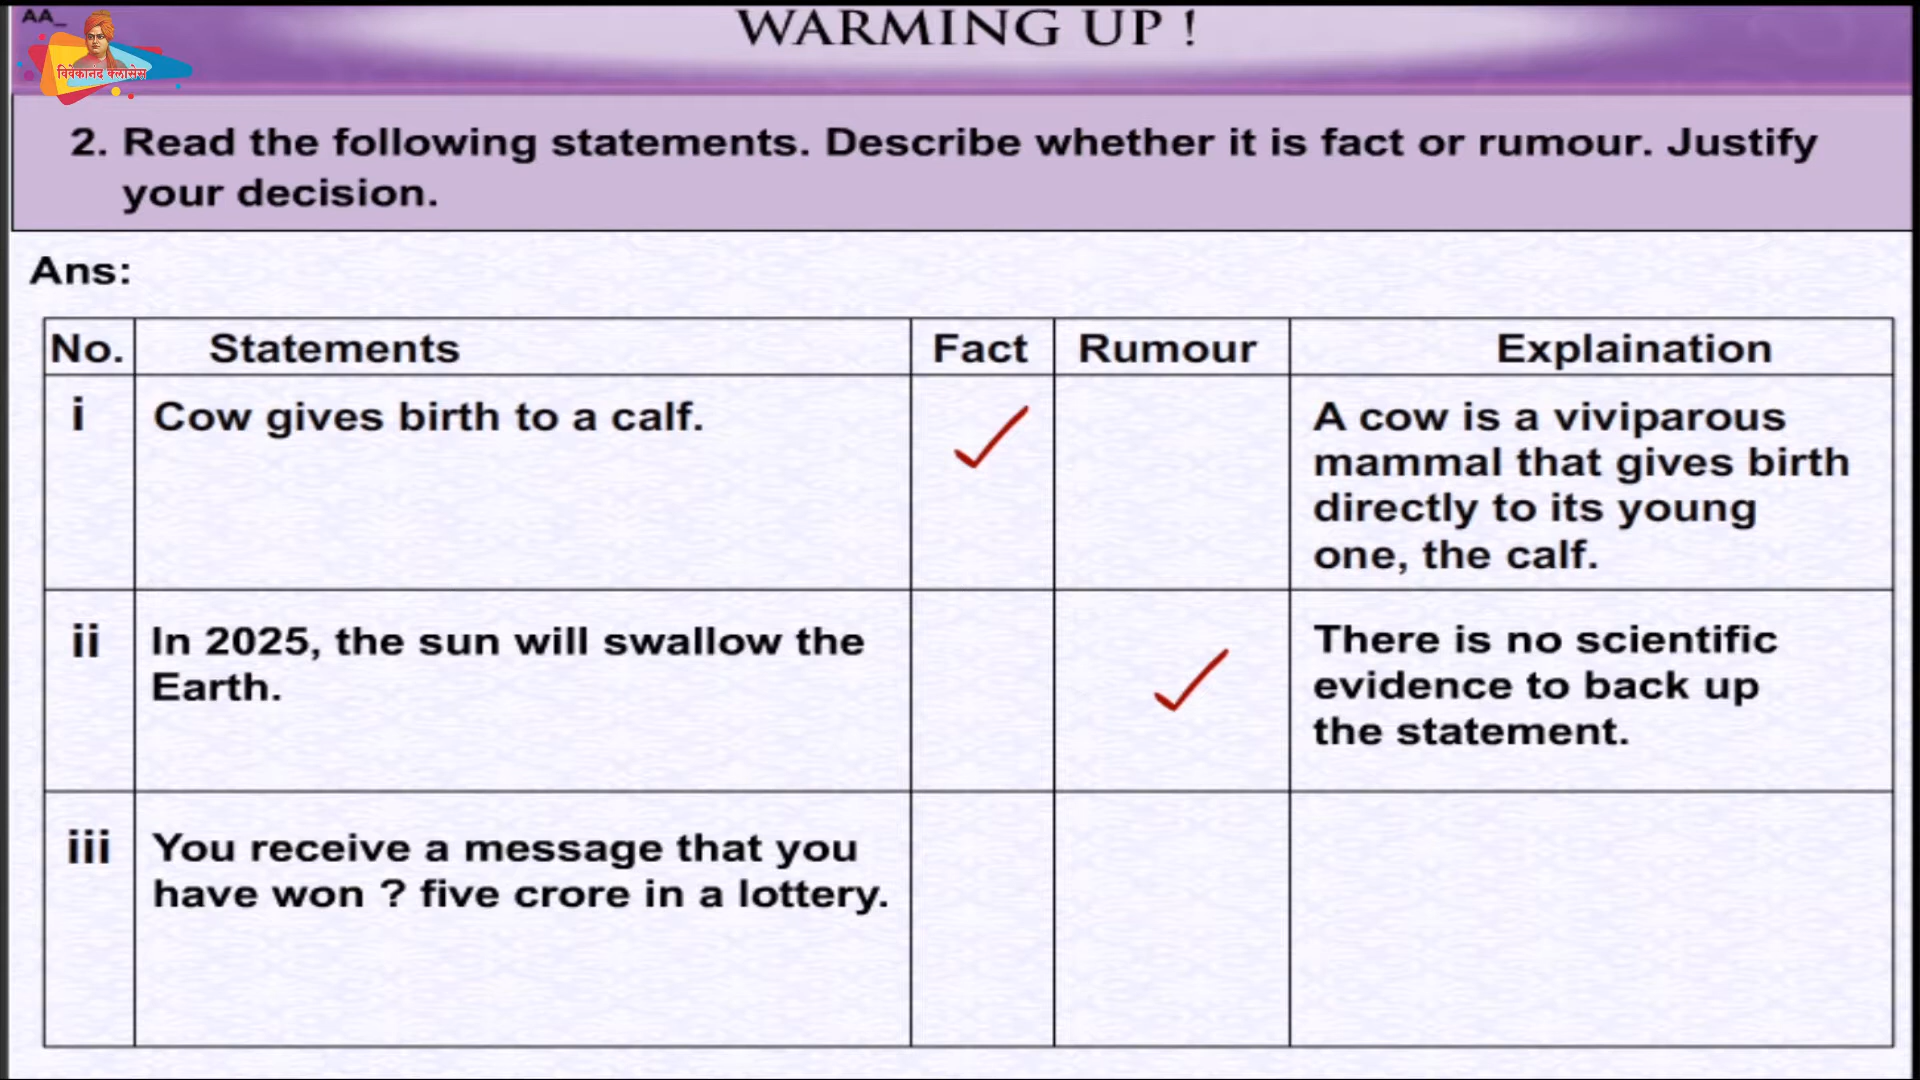 AA_
विवेकानंद क्लासेस
WARMING UP !
2. Read the following statements. Describe whether it is fact or rumour. Justify
your decision.
Ans:
No. Statements Fact Rumour Explaination
i Cow gives birth to a calf. A cow is a viviparous
mammal that gives birth
directly to its young
one, the calf.
ii In 2025, the sun will swallow the There is no scientific
Earth. evidence to back up
the statement.
iii You receive a message that you
have won ? five crore in a lottery.